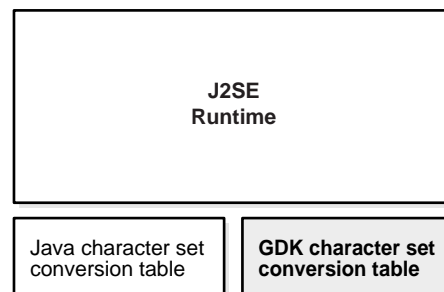 J2SE
Runtime
Java character set
conversion table
GDK character set
conversion table